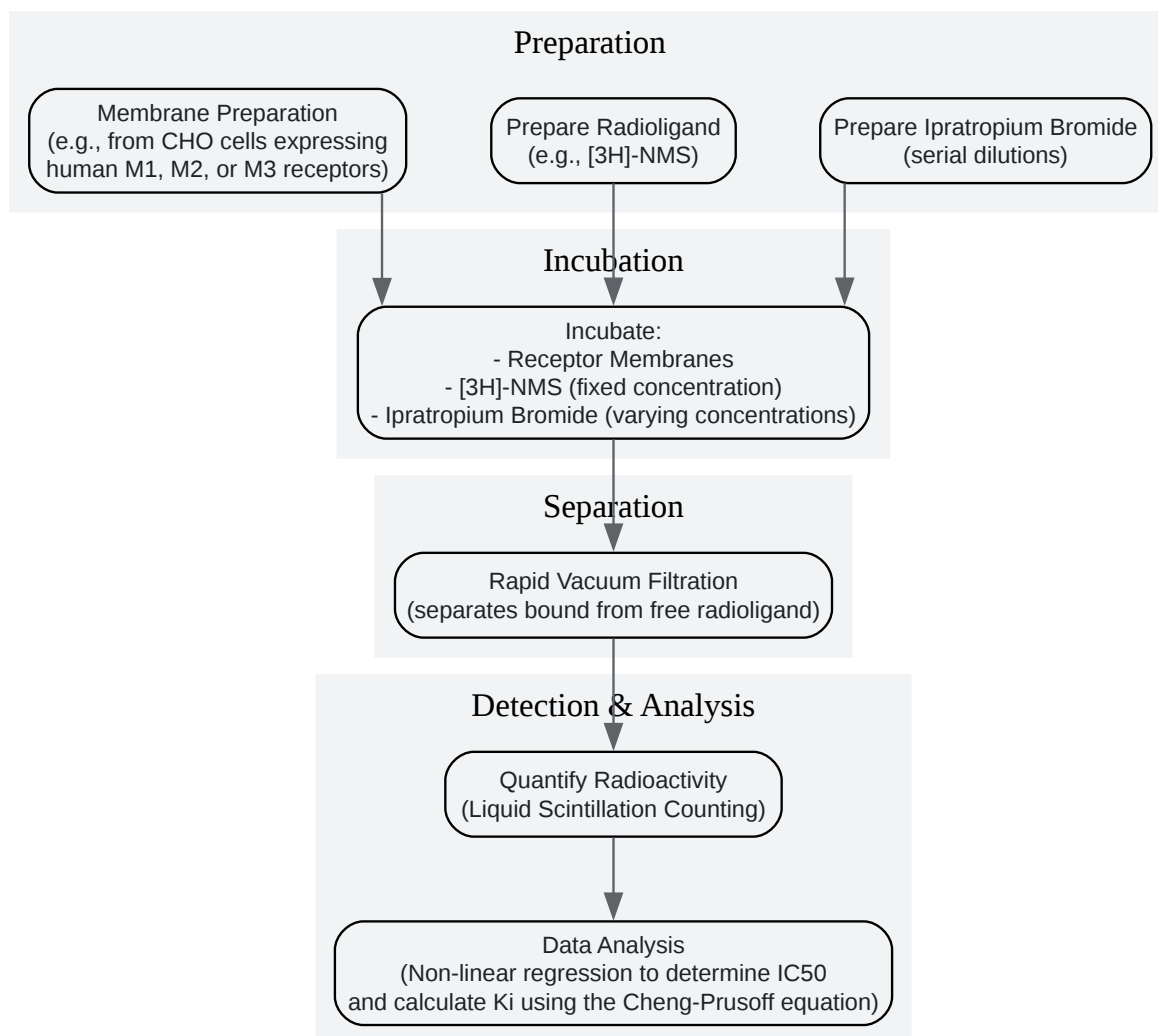 Preparation
Membrane Preparation
(e.g., from CHO cells expressing
human M1, M2, or M3 receptors)
Prepare Radioligand
(e.g., [3H]-NMS)
Prepare Ipratropium Bromide
(serial dilutions)
Incubation
Incubate:
- Receptor Membranes
- [3H]-NMS (fixed concentration)
- Ipratropium Bromide (varying concentrations)
Separation
Rapid Vacuum Filtration
(separates bound from free radioligand)
Detection & Analysis
Quantify Radioactivity
(Liquid Scintillation Counting)
Data Analysis
(Non-linear regression to determine IC50
and calculate Ki using the Cheng-Prusoff equation)